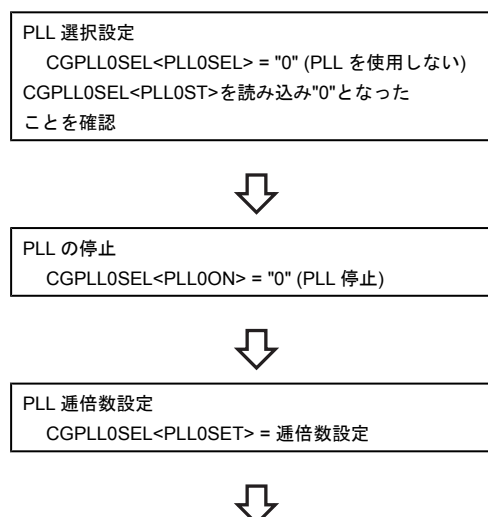 PLL 選択設定
CGPLL0SEL<PLL0SEL> = "0" (PLL を使用しない)
CGPLL0SEL<PLL0ST>を読み込み"0"となった
ことを確認
PLL の停止
CGPLL0SEL<PLL0ON> = "0" (PLL 停止)
PLL 逓倍数設定
CGPLL0SEL<PLL0SET> = 逓倍数設定